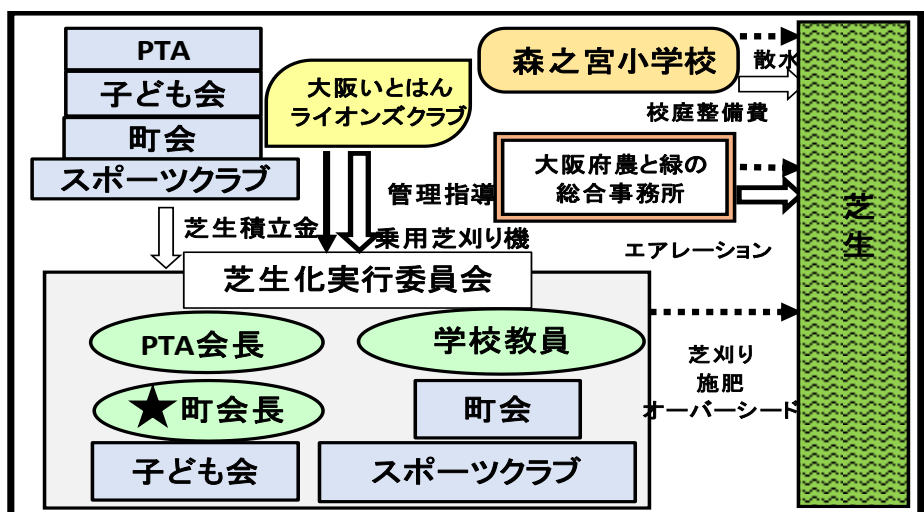 PTA
子ども会
町会
スポーツクラブ
大阪いとはん
ライオンズクラブ
森之宮小学校
散水
校庭整備費
大阪府農と緑の
総合事務所
管理指導
芝生積立金
乗用芝刈り機
エアレーション
芝生化実行委員会
PTA会長
学校教員
★町会長
町会
子ども会
スポーツクラブ
芝刈り
施肥
オーバーシード
芝生